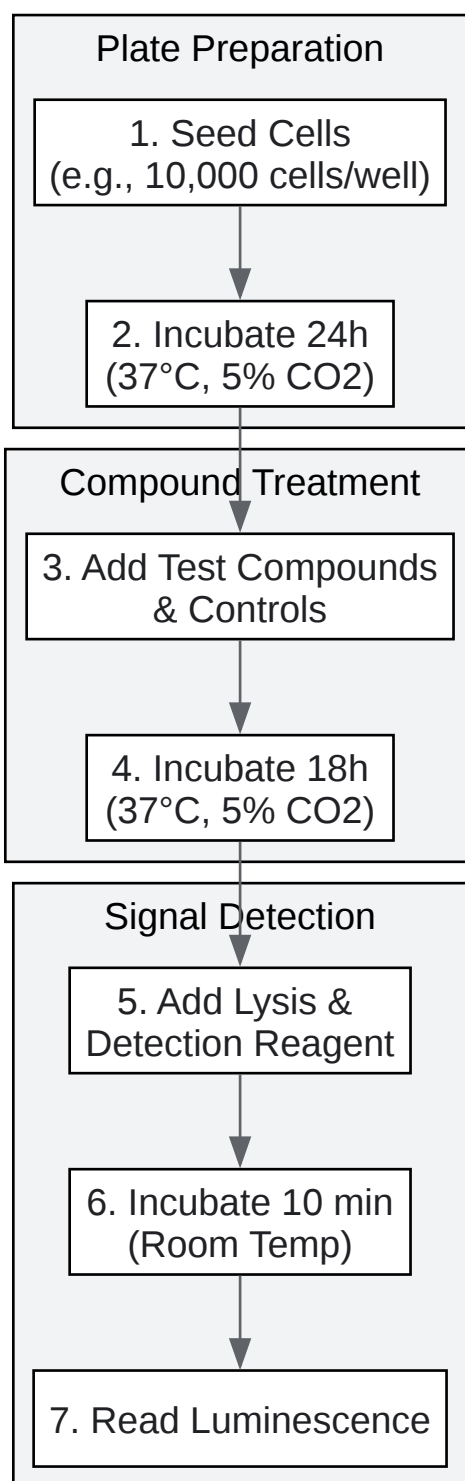 Plate Preparation
1. Seed Cells
(e.g., 10,000 cells/well)
2. Incubate 24h
(37°C, 5% CO2)
Compound Treatment
3. Add Test Compounds
& Controls
4. Incubate 18h
(37°C, 5% CO2)
Signal Detection
5. Add Lysis &
Detection Reagent
6. Incubate 10 min
(Room Temp)
7. Read Luminescence